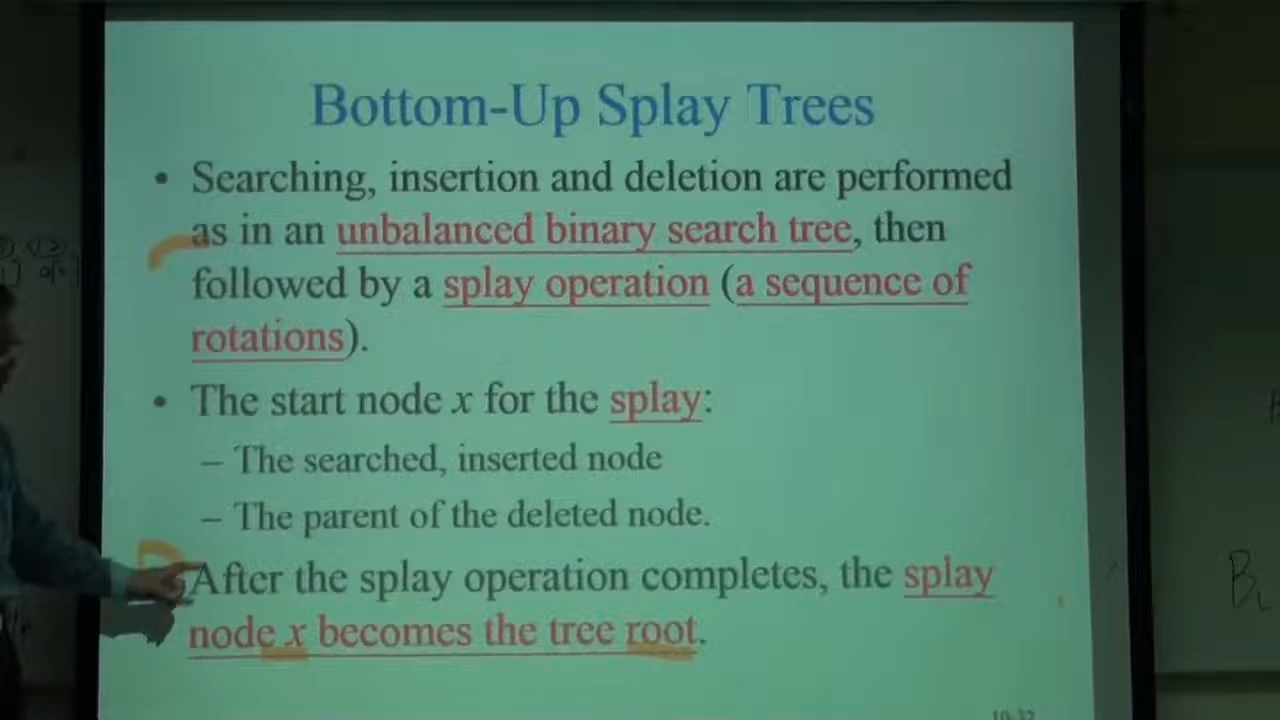 Bottom-Up Splay Trees
• Searching, insertion and deletion are performed
as in an unbalanced binary search tree, then
followed by a splay operation (a sequence of
rotations).
• The start node x for the splay:
– The searched, inserted node
– The parent of the deleted node.
After the splay operation completes, the splay
node x becomes the tree root.